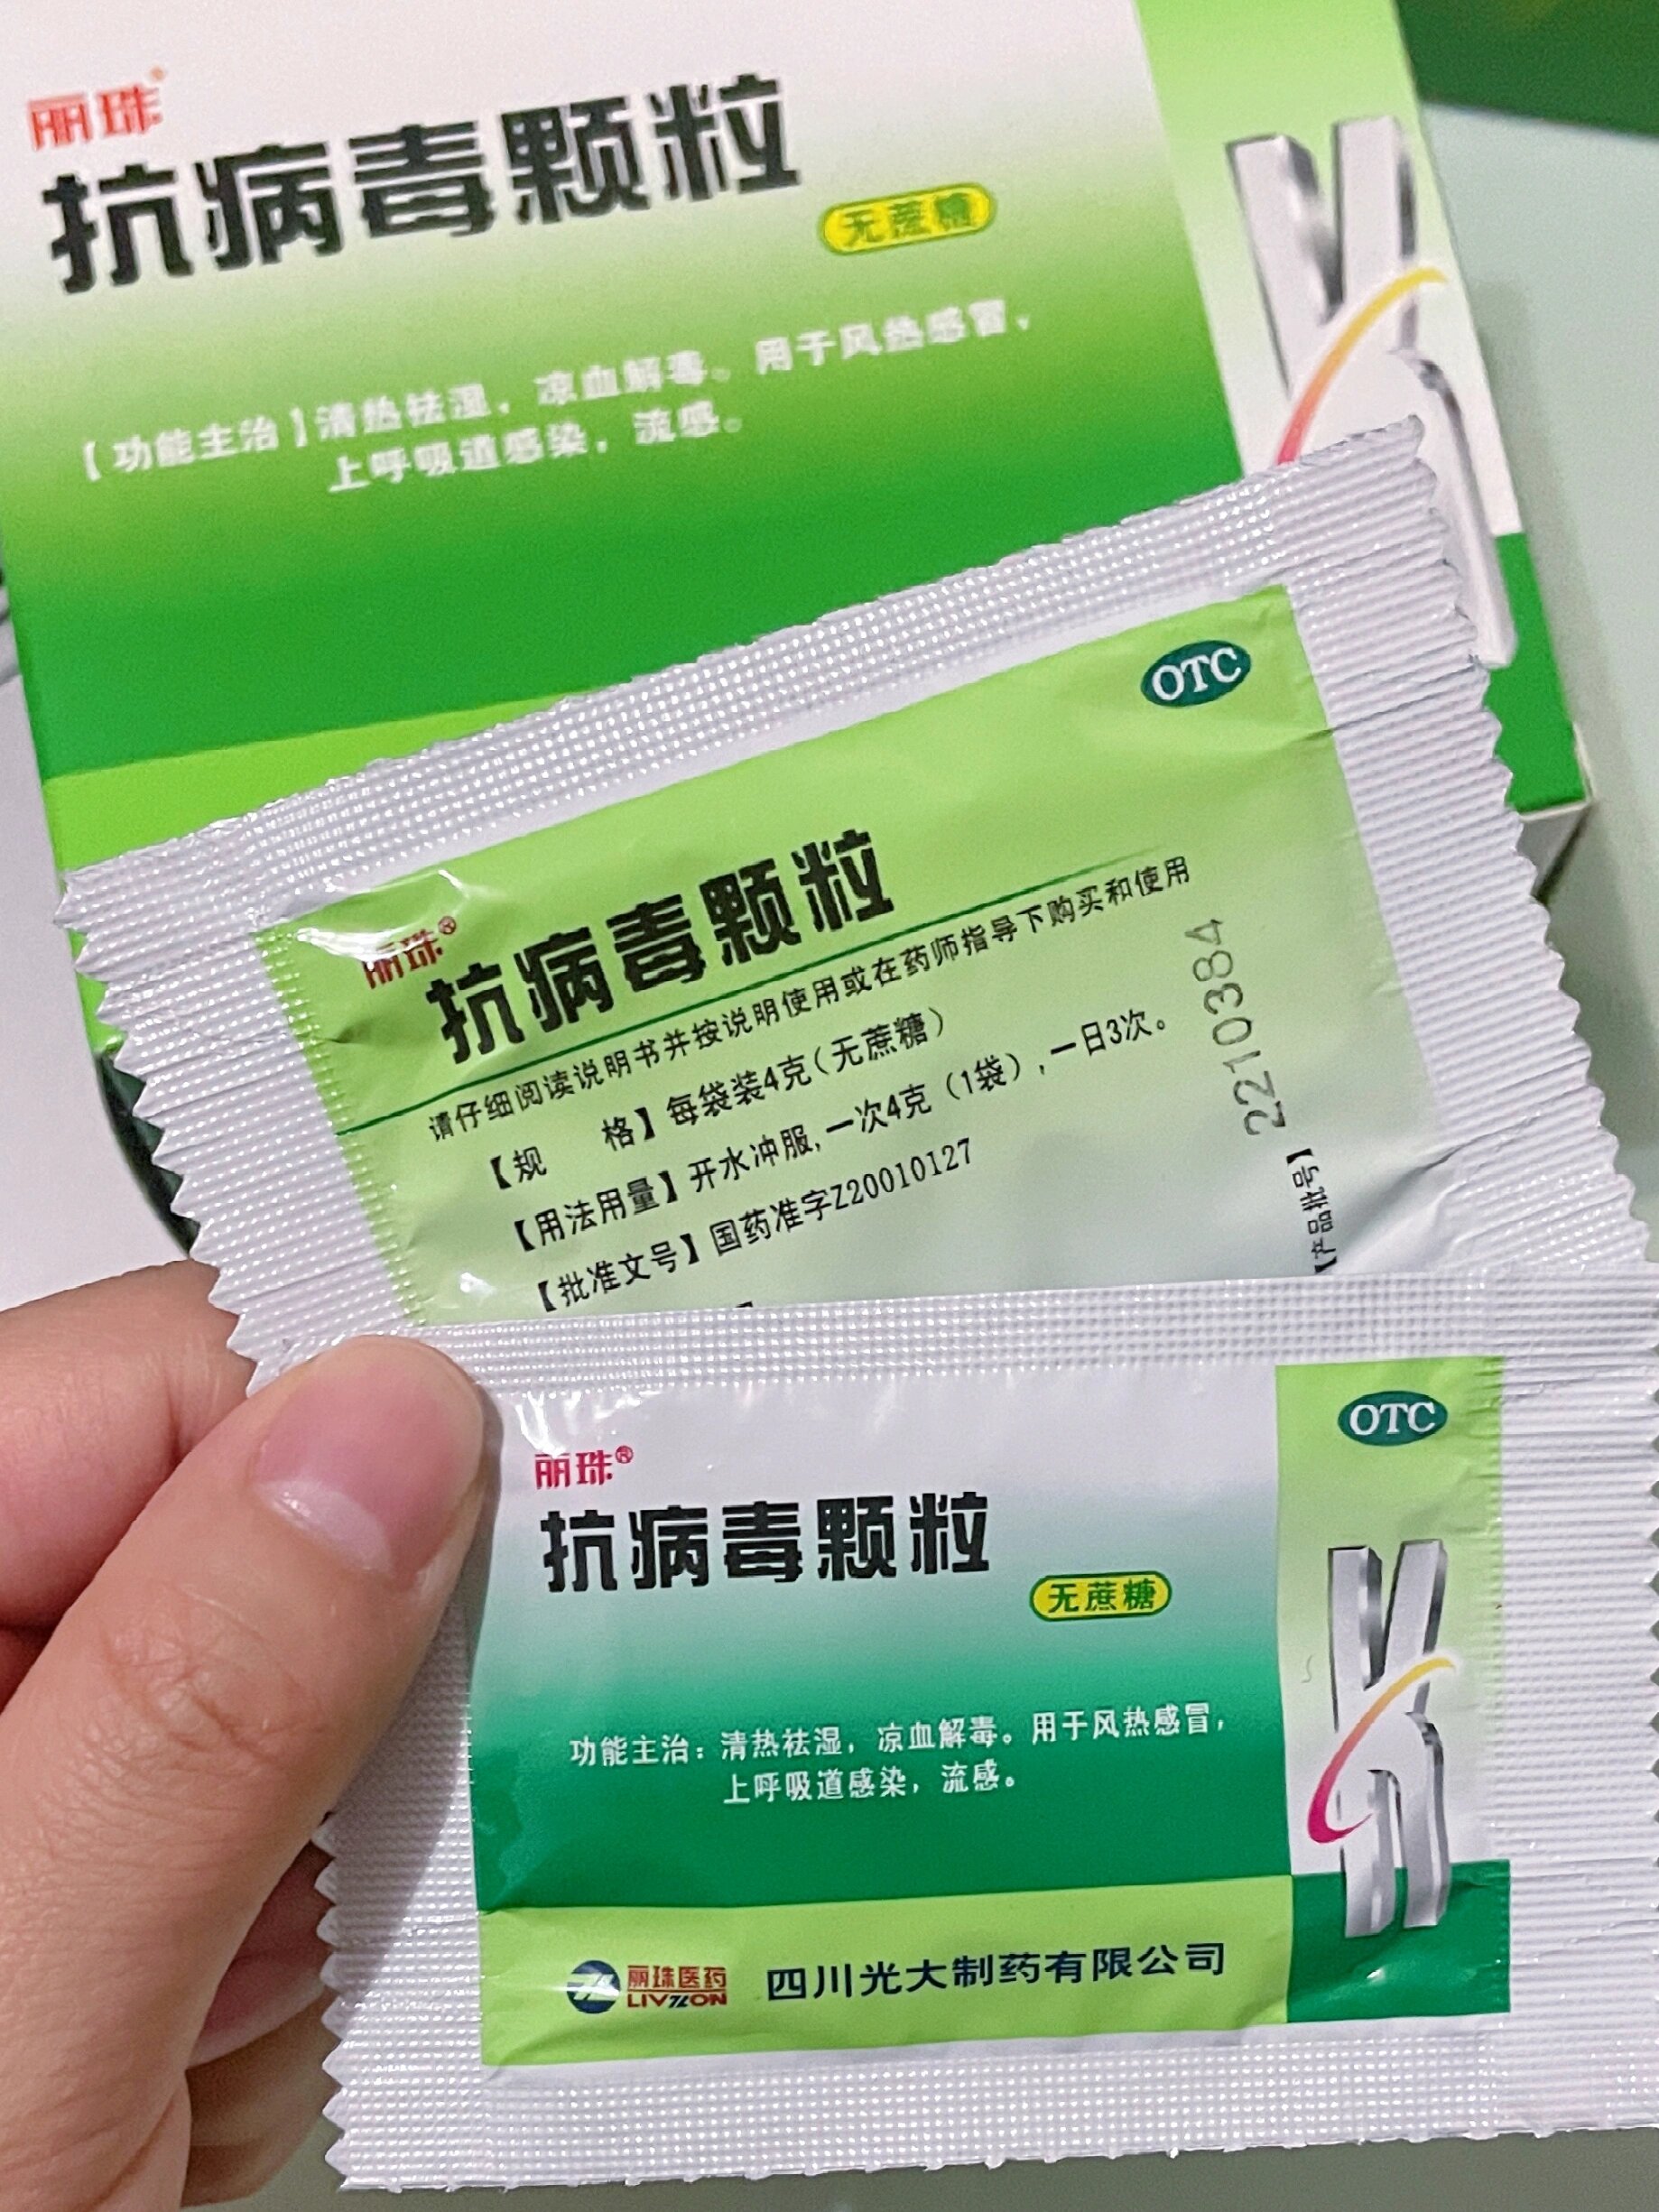 丽珠®
抗病毒颗粒
无蔗糖
【功能主治】清热祛湿，凉血解毒。用于风热感冒，
上呼吸道感染，流感。
OTC
丽珠®
抗病毒颗粒
请仔细阅读说明书并按说明使用或在药师指导下购买和使用
【规　　格】每袋装4克（无蔗糖）
【用法用量】开水冲服，一次4克（1袋），一日3次。
【批准文号】国药准字Z20010127
【产品批号】2210384
OTC
丽珠®
抗病毒颗粒
无蔗糖
功能主治：清热祛湿，凉血解毒。用于风热感冒，
上呼吸道感染，流感。
丽珠医药
LIVZON
四川光大制药有限公司